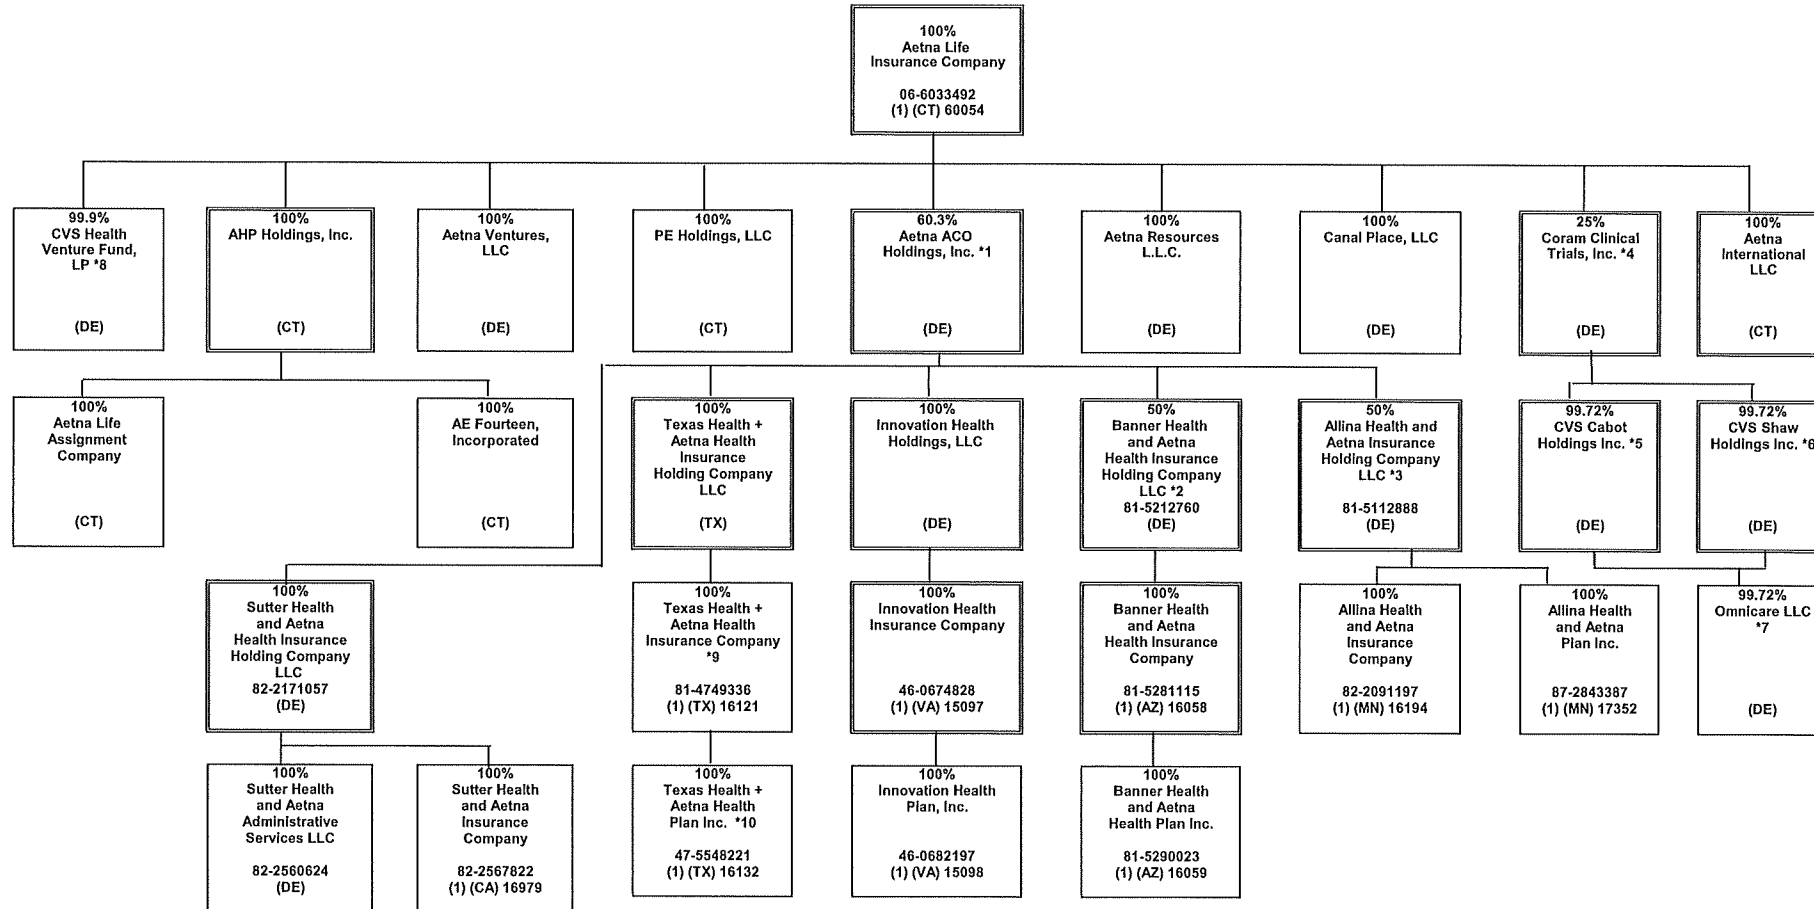 100%
Aetna Life
Insurance Company
06-6033492
(1) (CT) 60054
99.9%
CVS Health
Venture Fund,
LP *8
(DE)
100%
AHP Holdings, Inc.
(CT)
100%
Aetna Ventures,
LLC
(DE)
100%
PE Holdings, LLC
(CT)
60.3%
Aetna ACO
Holdings, Inc. *1
(DE)
100%
Aetna Resources
L.L.C.
(DE)
100%
Canal Place, LLC
(DE)
25%
Coram Clinical
Trials, Inc. *4
(DE)
100%
Aetna
International
LLC
(CT)
100%
Aetna Life
Assignment
Company
(CT)
100%
AE Fourteen,
Incorporated
(CT)
100%
Texas Health +
Aetna Health
Insurance
Holding Company
LLC
(TX)
100%
Innovation Health
Holdings, LLC
(DE)
50%
Banner Health
and Aetna
Health Insurance
Holding Company
LLC *2
81-5212760
(DE)
50%
Allina Health and
Aetna Insurance
Holding Company
LLC *3
81-5112888
(DE)
99.72%
CVS Cabot
Holdings Inc. *5
(DE)
99.72%
CVS Shaw
Holdings Inc. *6
(DE)
100%
Sutter Health
and Aetna
Health Insurance
Holding Company
LLC
82-2171057
(DE)
100%
Texas Health +
Aetna Health
Insurance Company
*9
81-4749336
(1) (TX) 16121
100%
Innovation Health
Insurance Company
46-0674828
(1) (VA) 15097
100%
Banner Health
and Aetna
Health Insurance
Company
81-5281115
(1) (AZ) 16058
100%
Allina Health
and Aetna
Insurance
Company
82-2091197
(1) (MN) 16194
100%
Allina Health
and Aetna
Plan Inc.
87-2843387
(1) (MN) 17352
99.72%
Omnicare LLC
*7
(DE)
100%
Sutter Health
and Aetna
Administrative
Services LLC
82-2560624
(DE)
100%
Sutter Health
and Aetna
Insurance
Company
82-2567822
(1) (CA) 16979
100%
Texas Health +
Aetna Health
Plan Inc. *10
47-5548221
(1) (TX) 16132
100%
Innovation Health
Plan, Inc.
46-0682197
(1) (VA) 15098
100%
Banner Health
and Aetna
Health Plan Inc.
81-5290023
(1) (AZ) 16059